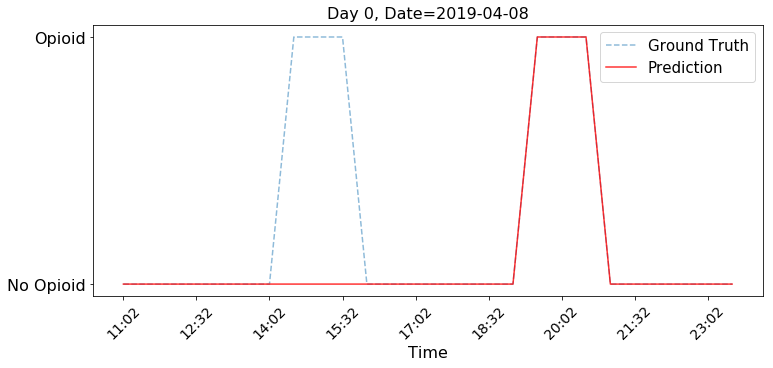 Day 0, Date=2019-04-08
Opioid
No Opioid
Ground Truth
Prediction
11:02
12:32
14:02
15:32
17:02
18:32
20:02
21:32
23:02
Time